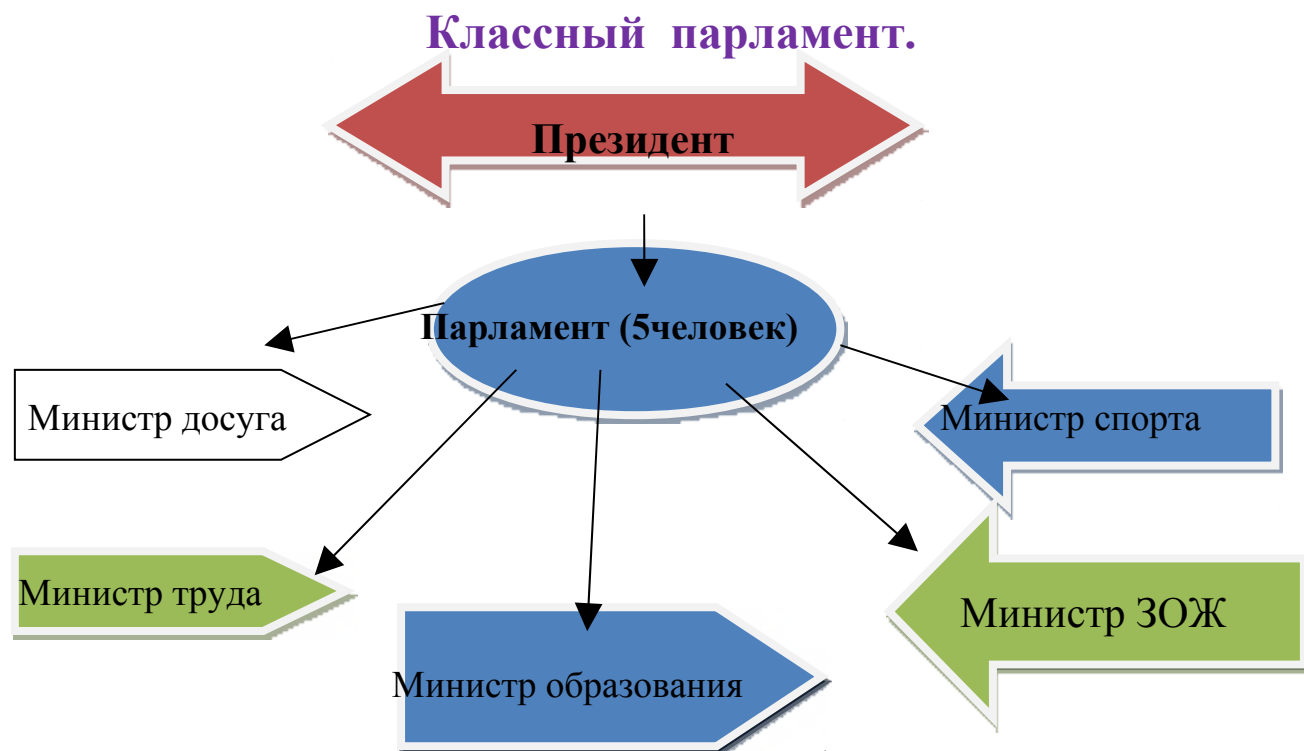 Классный парламент.
Президент
Парламент (5человек)
Министр досуга
Министр спорта
Министр труда
Министр ЗОЖ
Министр образования